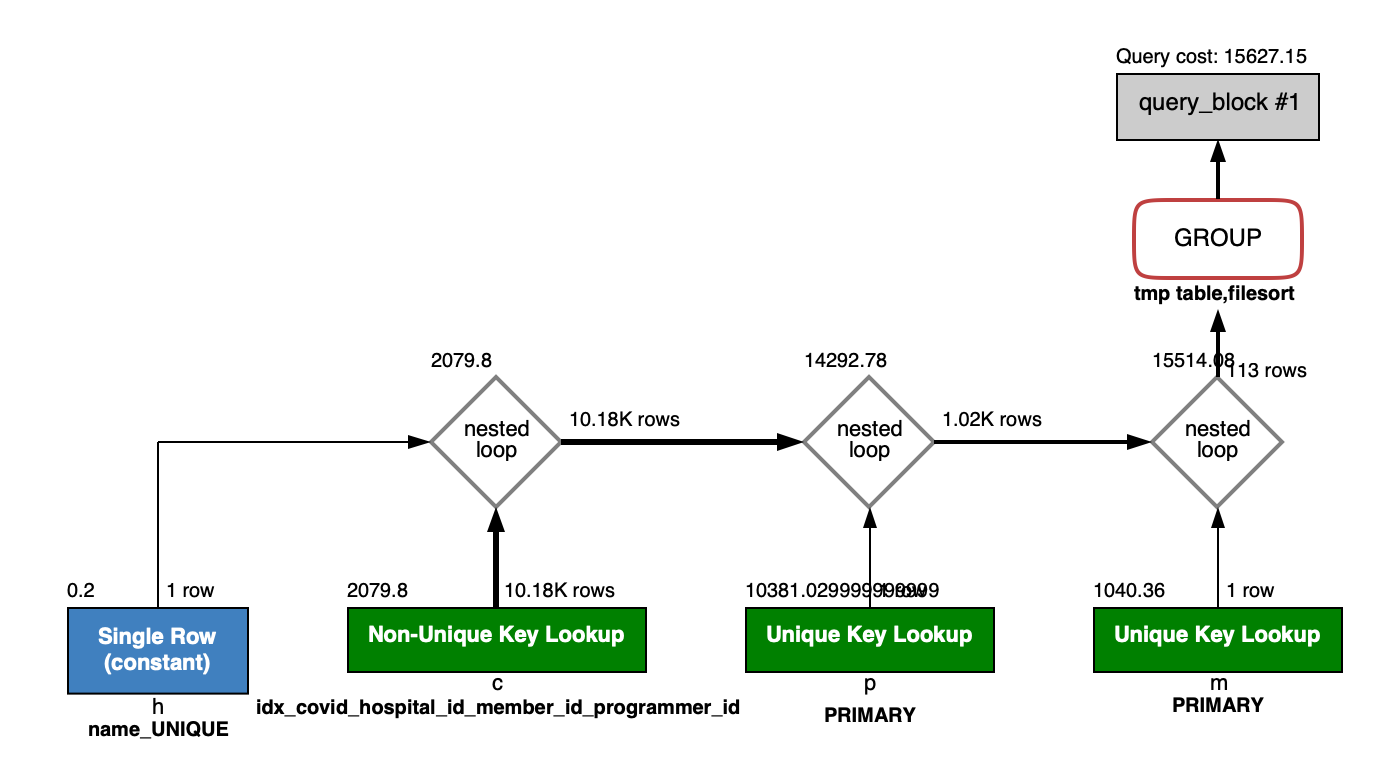 Query cost: 15627.15
query_block #1
GROUP
tmp table,filesort
2079.8
14292.78
15514.08
113 rows
10.18K rows
1.02K rows
nested
loop
nested
loop
nested
loop
0.2
1 row
2079.8
10.18K rows
10381.029999999999
1 row
1040.36
1 row
Single Row
(constant)
Non-Unique Key Lookup
Unique Key Lookup
Unique Key Lookup
h
c
p
m
name_UNIQUE
idx_covid_hospital_id_member_id_programmer_id
PRIMARY
PRIMARY